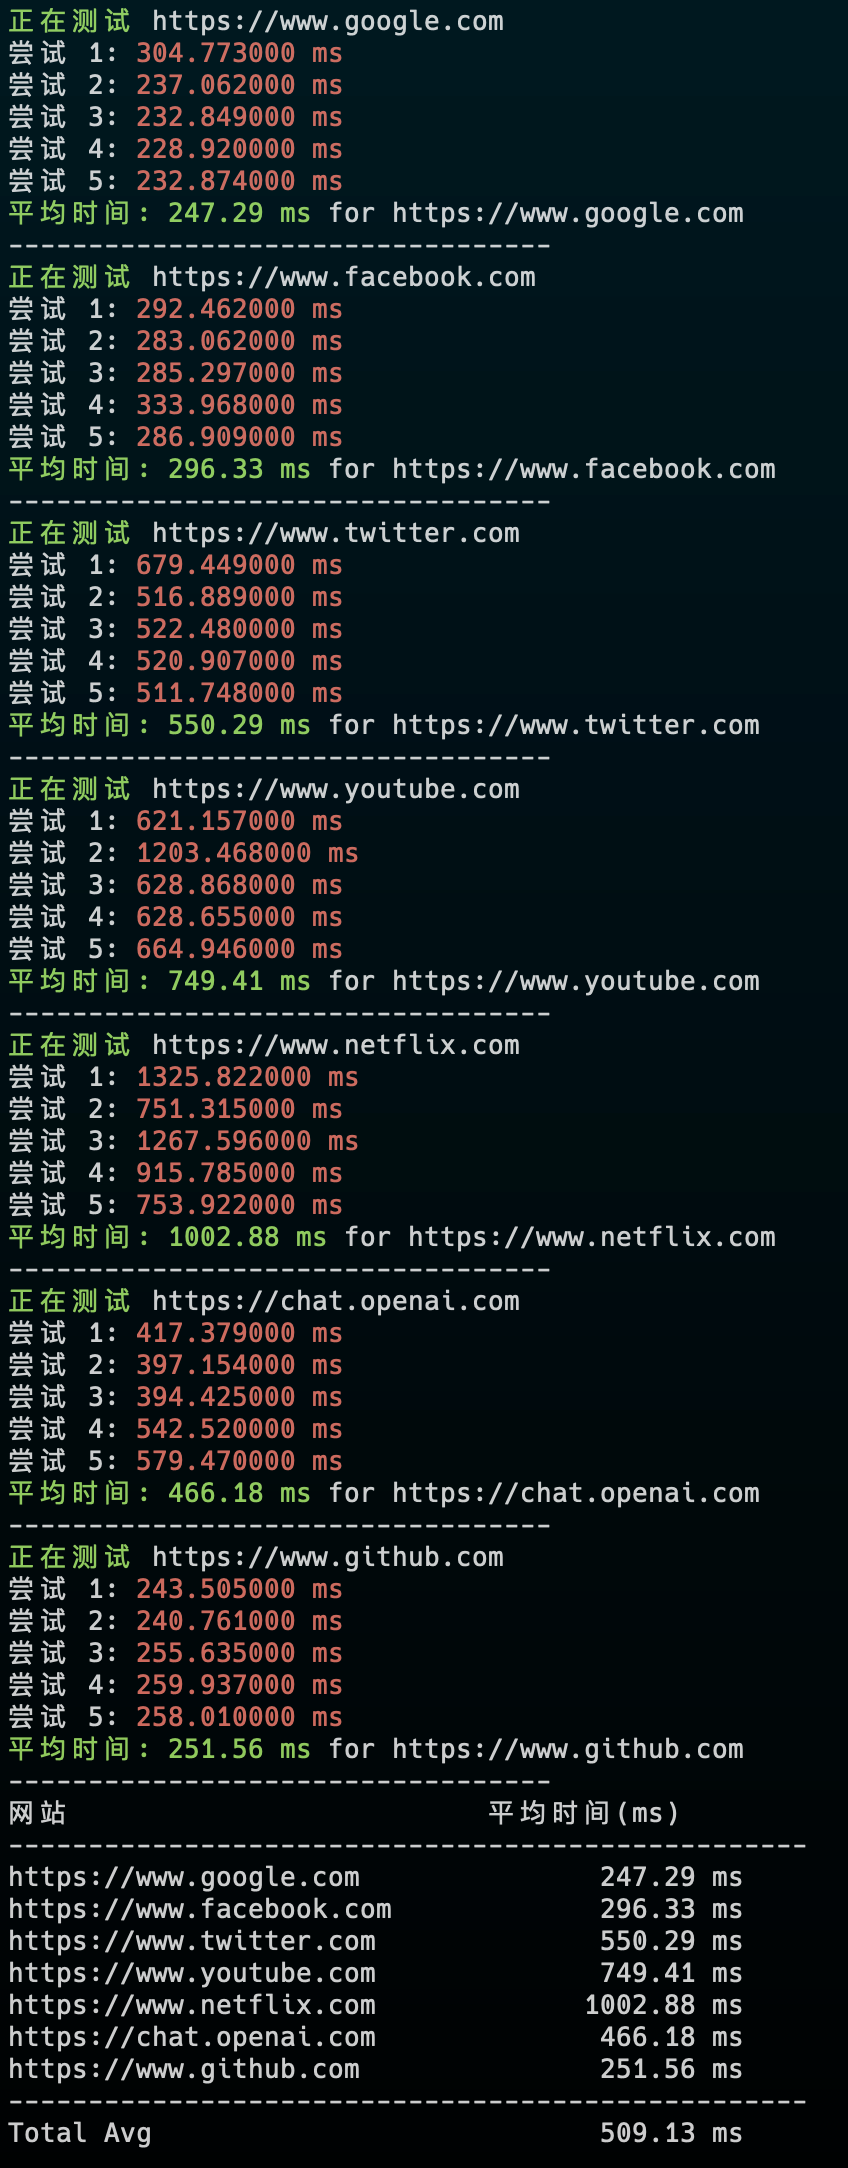 正在测试 https://www.google.com
尝试 1: 304.773000 ms
尝试 2: 237.062000 ms
尝试 3: 232.849000 ms
尝试 4: 228.920000 ms
尝试 5: 232.874000 ms
平均时间: 247.29 ms for https://www.google.com
----------------------------------
正在测试 https://www.facebook.com
尝试 1: 292.462000 ms
尝试 2: 283.062000 ms
尝试 3: 285.297000 ms
尝试 4: 333.968000 ms
尝试 5: 286.909000 ms
平均时间: 296.33 ms for https://www.facebook.com
----------------------------------
正在测试 https://www.twitter.com
尝试 1: 679.449000 ms
尝试 2: 516.889000 ms
尝试 3: 522.480000 ms
尝试 4: 520.907000 ms
尝试 5: 511.748000 ms
平均时间: 550.29 ms for https://www.twitter.com
----------------------------------
正在测试 https://www.youtube.com
尝试 1: 621.157000 ms
尝试 2: 1203.468000 ms
尝试 3: 628.868000 ms
尝试 4: 628.655000 ms
尝试 5: 664.946000 ms
平均时间: 749.41 ms for https://www.youtube.com
----------------------------------
正在测试 https://www.netflix.com
尝试 1: 1325.822000 ms
尝试 2: 751.315000 ms
尝试 3: 1267.596000 ms
尝试 4: 915.785000 ms
尝试 5: 753.922000 ms
平均时间: 1002.88 ms for https://www.netflix.com
----------------------------------
正在测试 https://chat.openai.com
尝试 1: 417.379000 ms
尝试 2: 397.154000 ms
尝试 3: 394.425000 ms
尝试 4: 542.520000 ms
尝试 5: 579.470000 ms
平均时间: 466.18 ms for https://chat.openai.com
----------------------------------
正在测试 https://www.github.com
尝试 1: 243.505000 ms
尝试 2: 240.761000 ms
尝试 3: 255.635000 ms
尝试 4: 259.937000 ms
尝试 5: 258.010000 ms
平均时间: 251.56 ms for https://www.github.com
----------------------------------
网站 平均时间(ms)
--------------------------------------------------
https://www.google.com 247.29 ms
https://www.facebook.com 296.33 ms
https://www.twitter.com 550.29 ms
https://www.youtube.com 749.41 ms
https://www.netflix.com 1002.88 ms
https://chat.openai.com 466.18 ms
https://www.github.com 251.56 ms
--------------------------------------------------
Total Avg 509.13 ms